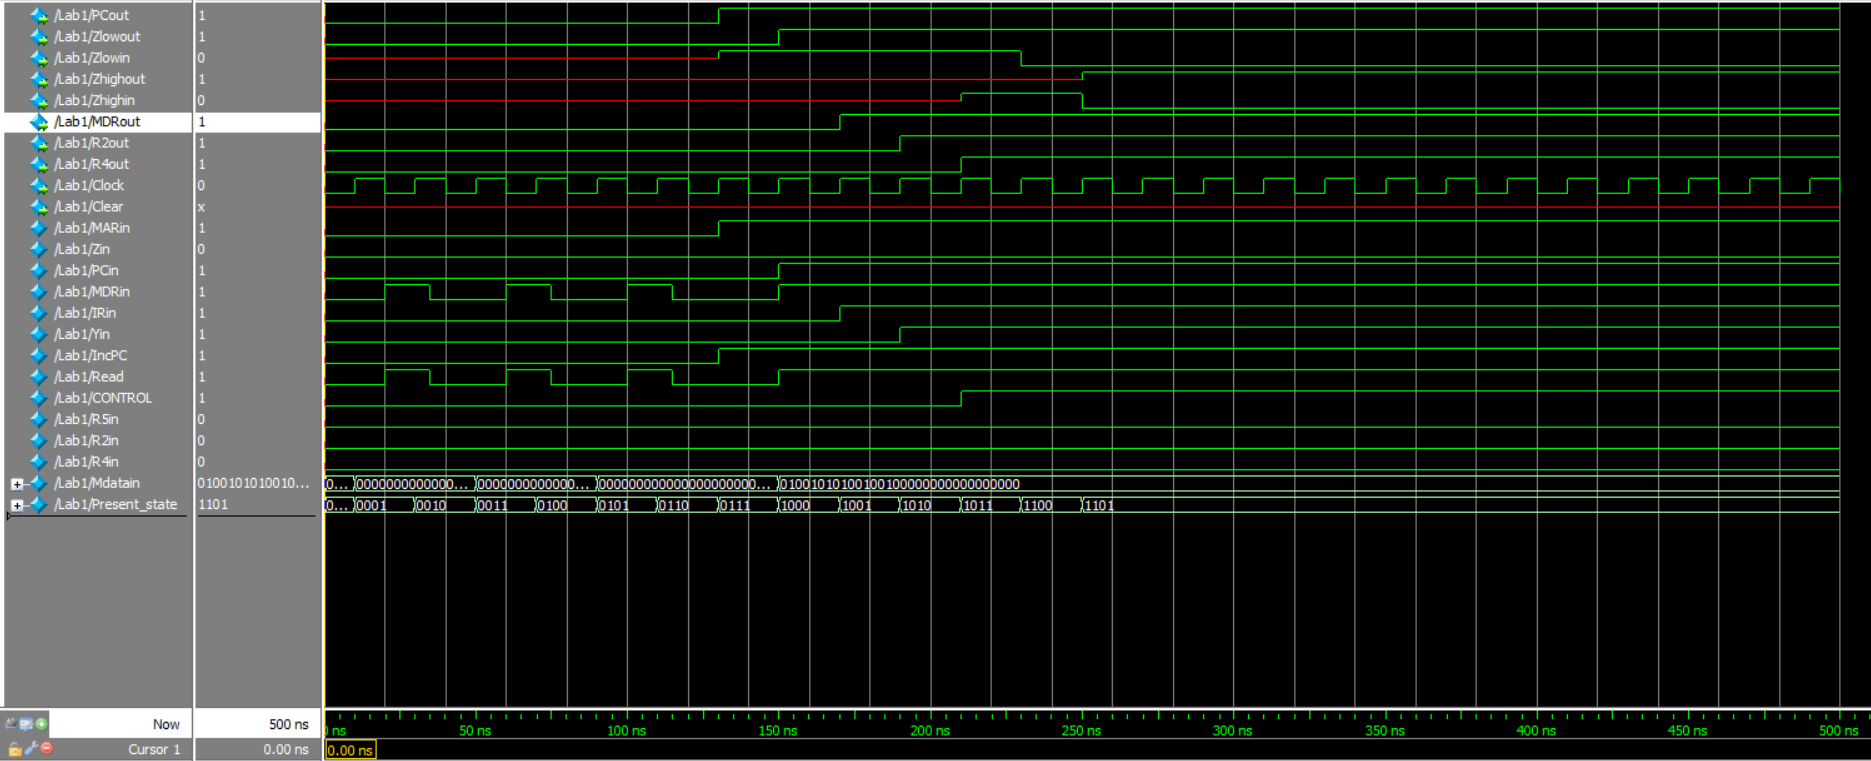 /Lab1/PCout 1
/Lab1/Zlowout 1
/Lab1/Zlowin 0
/Lab1/Zhighout 1
/Lab1/Zhighin 0
/Lab1/MDRout 1
/Lab1/R2out 1
/Lab1/R4out 1
/Lab1/Clock 0
/Lab1/Clear x
/Lab1/MARin 1
/Lab1/Zin 0
/Lab1/PCin 1
/Lab1/MDRin 1
/Lab1/IRin 1
/Lab1/Yin 1
/Lab1/IncPC 1
/Lab1/Read 1
/Lab1/CONTROL 1
/Lab1/R5in 0
/Lab1/R2in 0
/Lab1/R4in 0
/Lab1/Mdatain 0100101010010... 0... 0000000000000... 0000000000000... 000000000000000000000... 01001010100100100000000000000000
/Lab1/Present_state 1101 0... 0001 0010 0011 0100 0101 0110 0111 1000 1001 1010 1011 1100 1101
Now 500 ns ns 50 ns 100 ns 150 ns 200 ns 250 ns 300 ns 350 ns 400 ns 450 ns 500 ns
Cursor 1 0.00 ns 0.00 ns